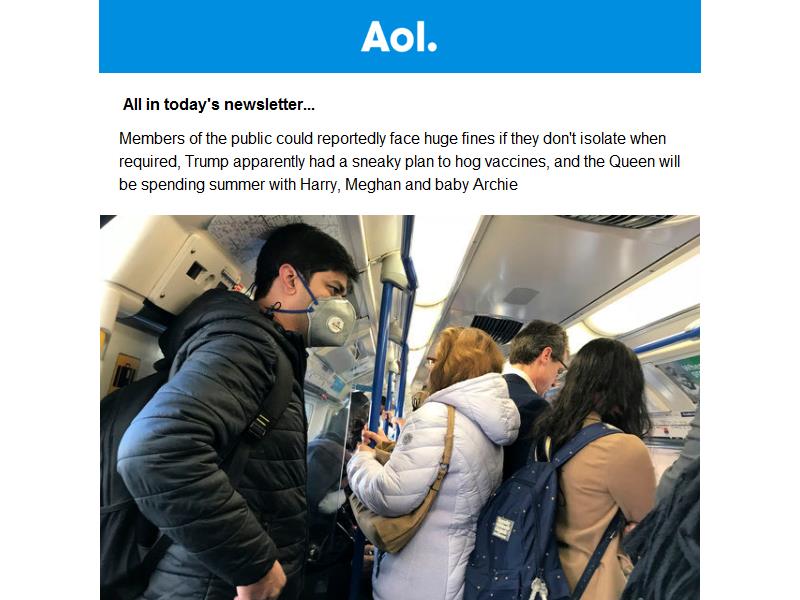 Aol.
All in today's newsletter...
Members of the public could reportedly face huge fines if they don't isolate when
required, Trump apparently had a sneaky plan to hog vaccines, and the Queen will
be spending summer with Harry, Meghan and baby Archie